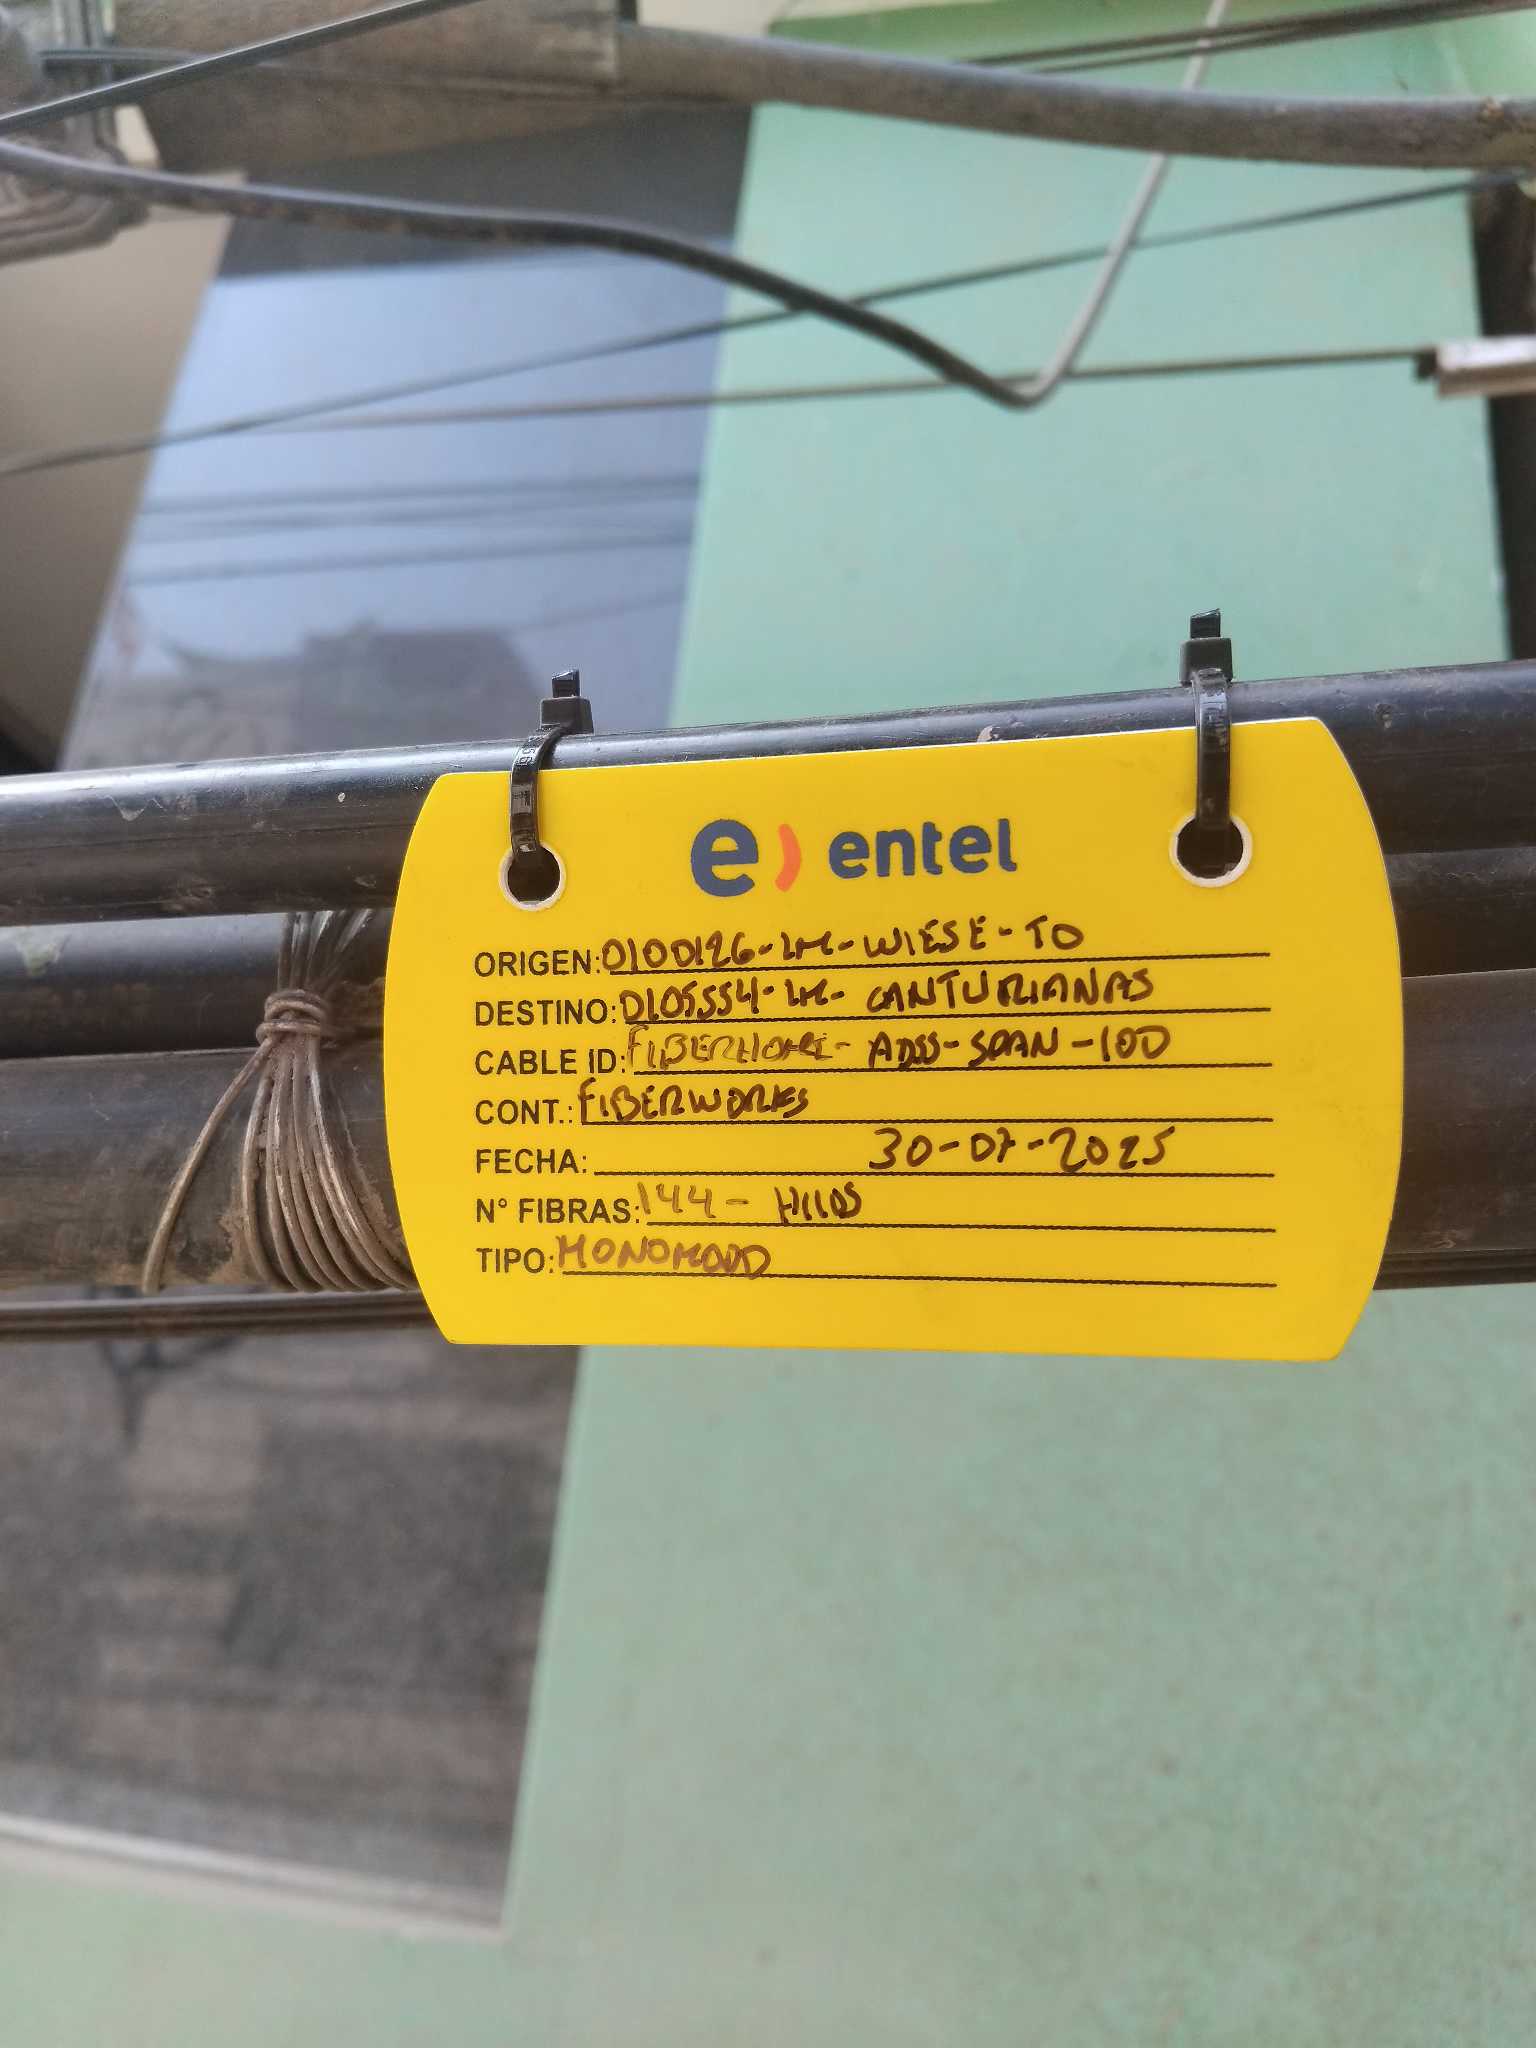 e) entel
ORIGEN: 0100126-LM-WIESE-TO
DESTINO: 0105554-LM-CANTURIANAS
CABLE ID: FIBERHOME-ADSS-SPAN-100
CONT.: FIBERWORKS
FECHA: 30-07-2025
N° FIBRAS: 144-HILOS
TIPO: MONOMODO